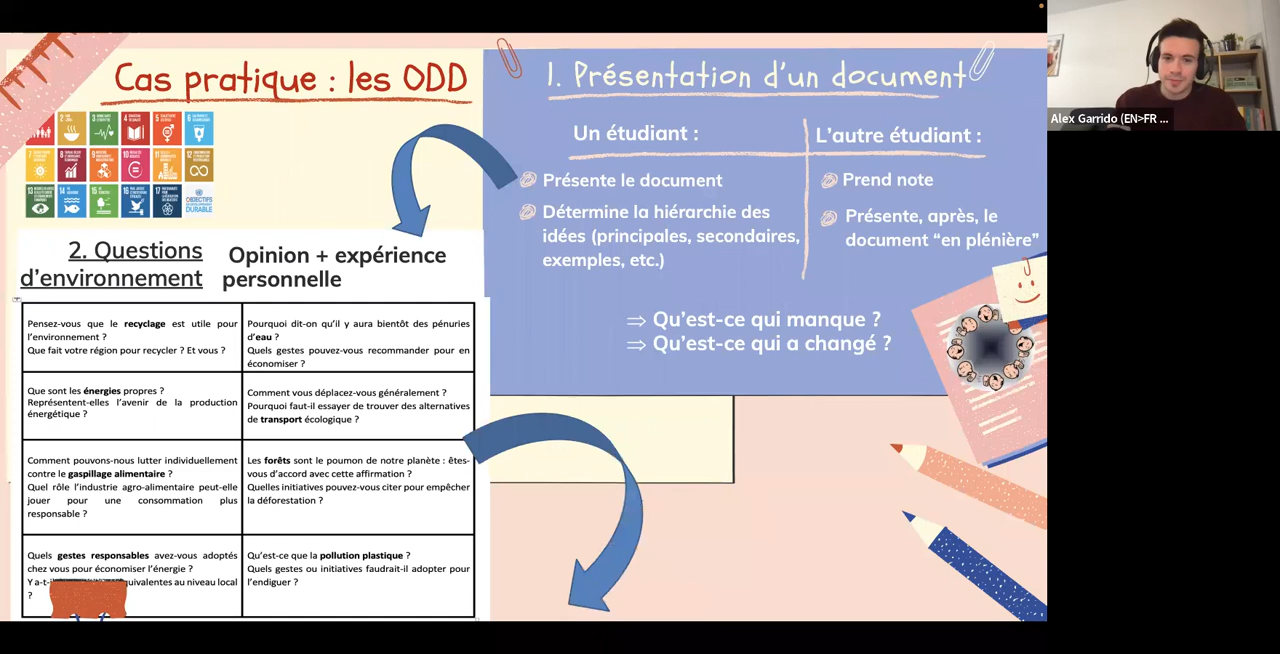 Cas pratique : les ODD
1. Présentation d'un document
Un étudiant :
L'autre étudiant :
Présente le document
Détermine la hiérarchie des
idées (principales, secondaires,
exemples, etc.)
Prend note
Présente, après, le
document “en plénière”
⇒ Qu'est-ce qui manque ?
⇒ Qu'est-ce qui a changé ?
OBJECTIFS
DURABLE
2. Questions
d'environnement
Opinion + expérience
personnelle
Pensez-vous que le recyclage est utile pour
l'environnement ?
Que fait votre région pour recycler ? Et vous ?
Pourquoi dit-on qu'il y aura bientôt des pénuries
d'eau ?
Quels gestes pouvez-vous recommander pour en
économiser ?
Que sont les énergies propres ?
Représentent-elles l'avenir de la production
énergétique ?
Comment vous déplacez-vous généralement ?
Pourquoi faut-il essayer de trouver des alternatives
de transport écologique ?
Comment pouvons-nous lutter individuellement
contre le gaspillage alimentaire ?
Quel rôle l'industrie agro-alimentaire peut-elle
jouer pour une consommation plus
responsable ?
Les forêts sont le poumon de notre planète : êtes-
vous d'accord avec cette affirmation ?
Quelles initiatives pouvez-vous citer pour empêcher
la déforestation ?
Quels gestes responsables avez-vous adoptés
chez vous pour économiser l'énergie ?
Y a-t- uivalentes au niveau local
?
Qu'est-ce que la pollution plastique ?
Quels gestes ou initiatives faudrait-il adopter pour
l'endiguer ?
Alex Garrido (EN>FR ...